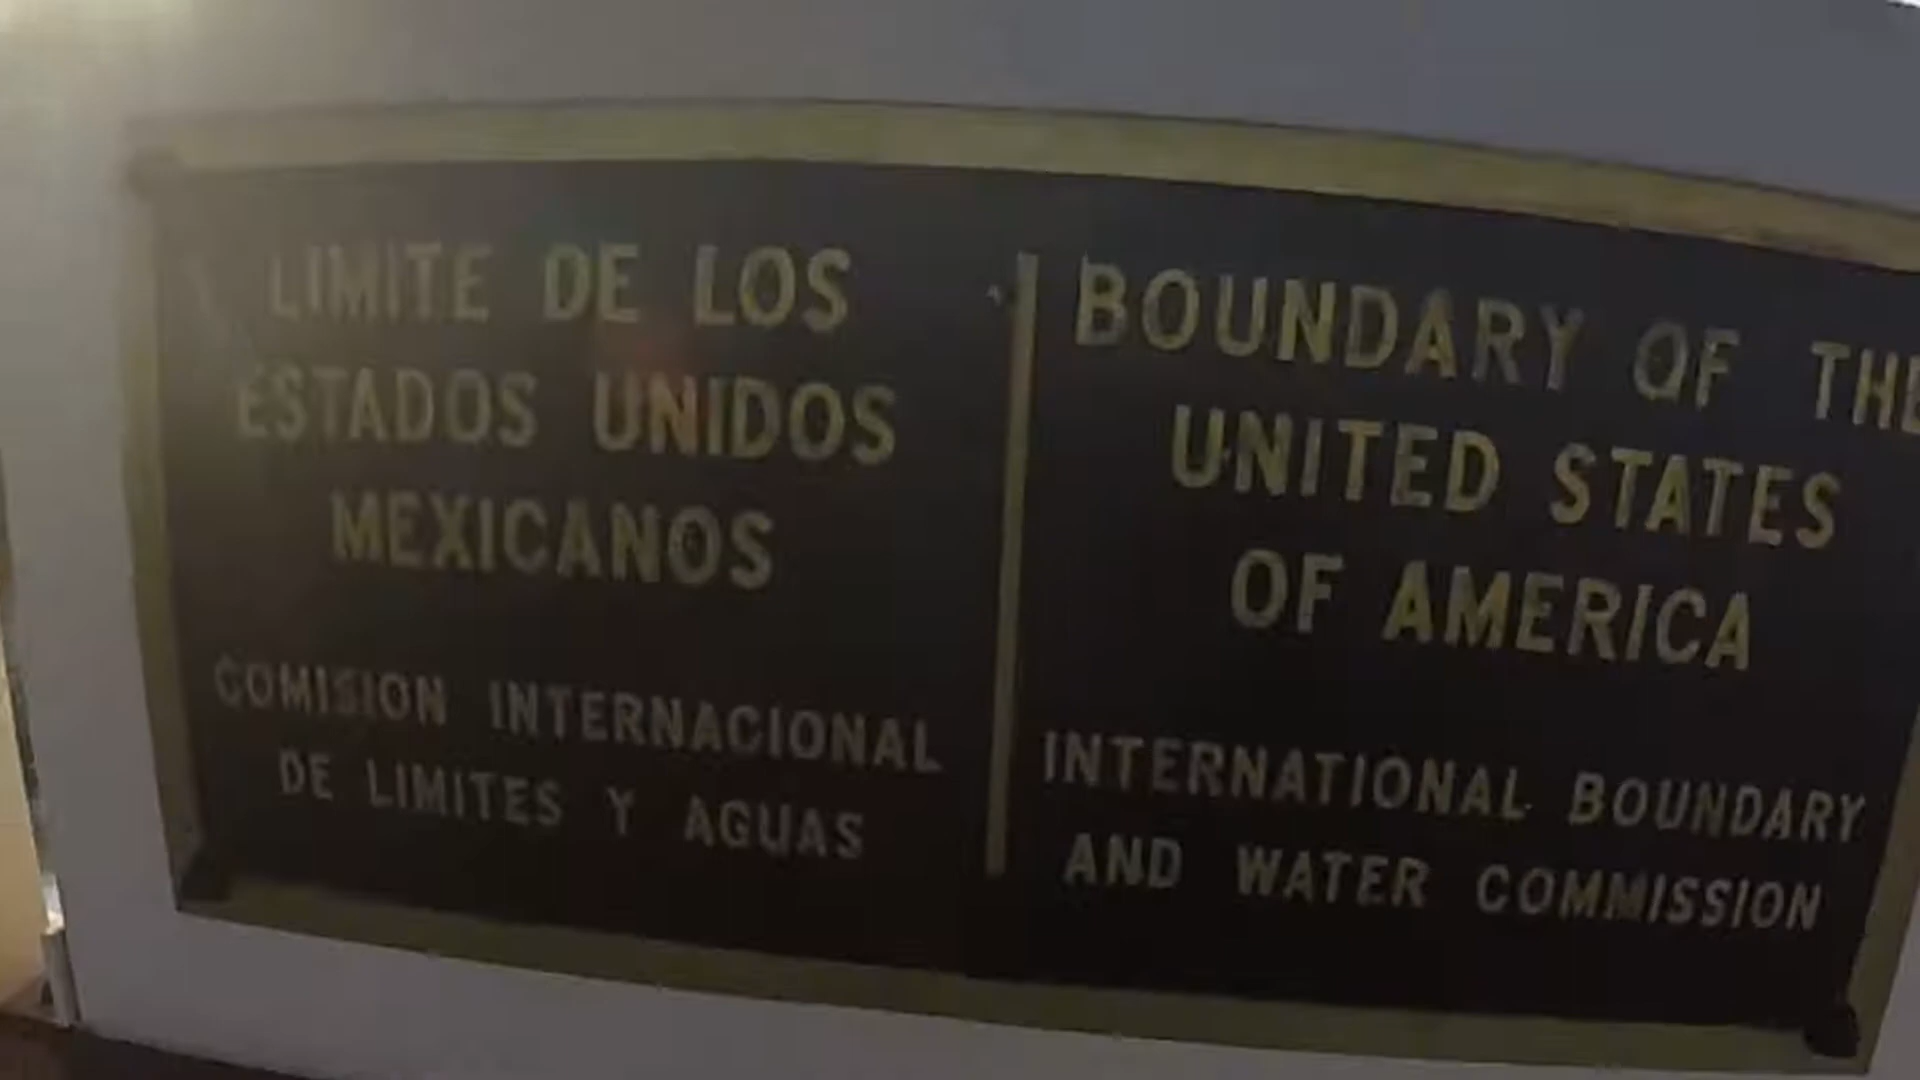 LIMITE DE LOS
ESTADOS UNIDOS
MEXICANOS
COMISION INTERNACIONAL
DE LIMITES Y AGUAS
BOUNDARY OF THE
UNITED STATES
OF AMERICA
INTERNATIONAL BOUNDARY
AND WATER COMMISSION